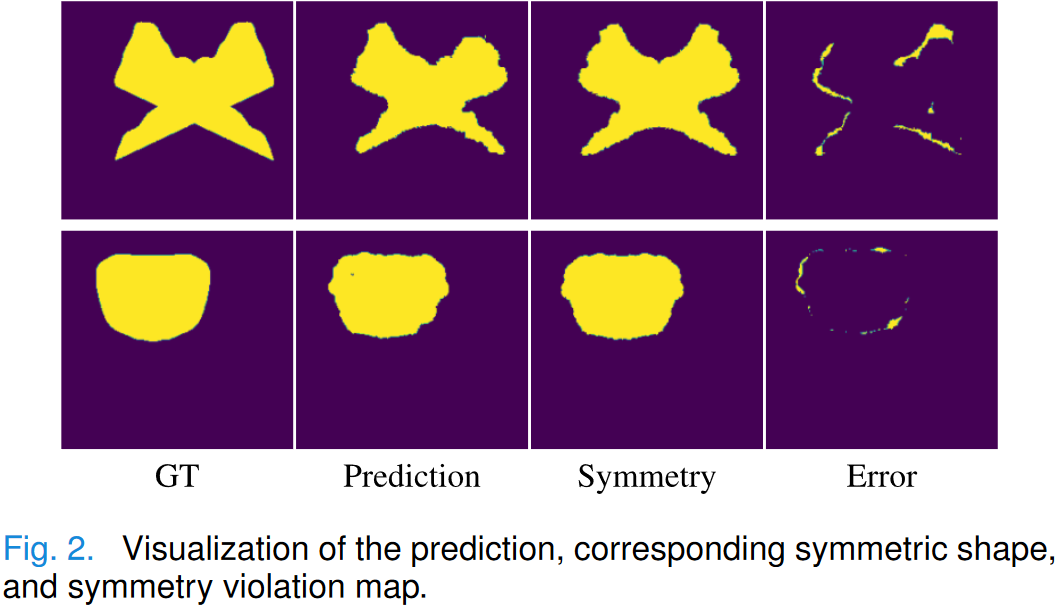 GT Prediction Symmetry Error
Fig. 2. Visualization of the prediction, corresponding symmetric shape,
and symmetry violation map.